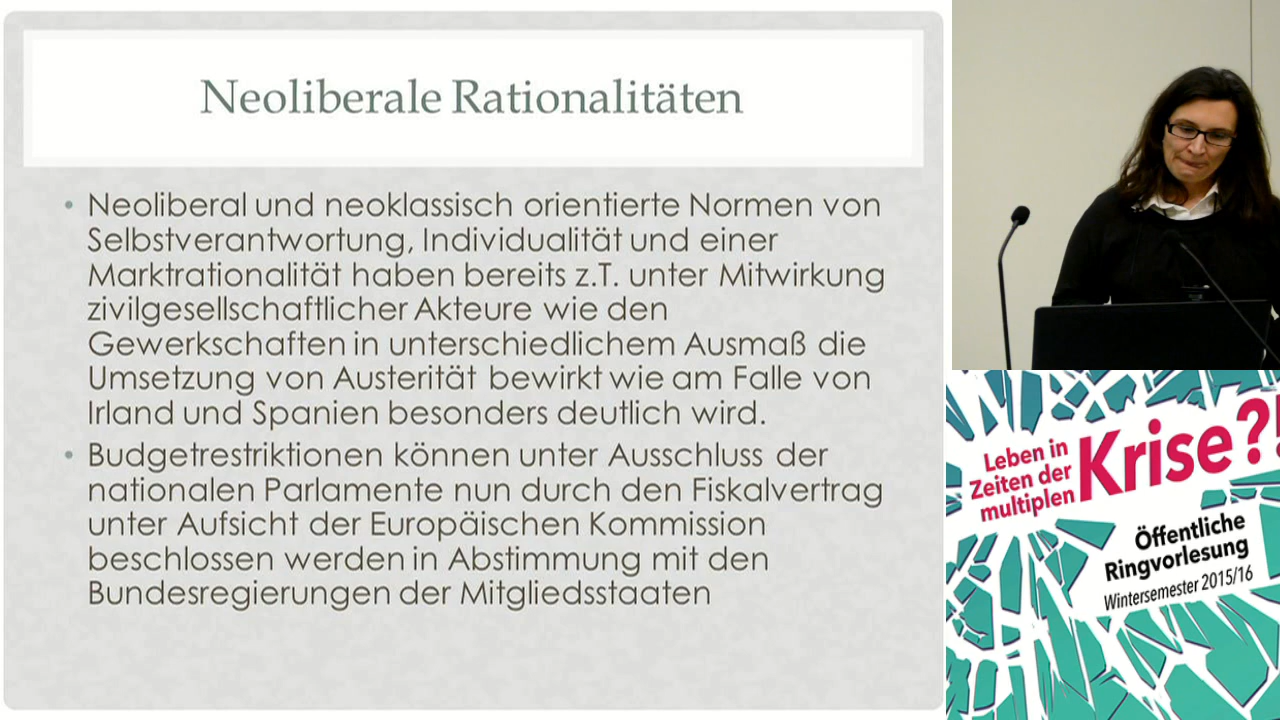 Neoliberale Rationalitäten
• Neoliberal und neoklassisch orientierte Normen von
Selbstverantwortung, Individualität und einer
Marktrationalität haben bereits z.T. unter Mitwirkung
zivilgesellschaftlicher Akteure wie den
Gewerkschaften in unterschiedlichem Ausmaß die
Umsetzung von Austerität bewirkt wie am Falle von
Irland und Spanien besonders deutlich wird.
• Budgetrestriktionen können unter Ausschluss der
nationalen Parlamente nun durch den Fiskalvertrag
unter Aufsicht der Europäischen Kommission
beschlossen werden in Abstimmung mit den
Bundesregierungen der Mitgliedsstaaten
Leben in
Zeiten der
multiplen
Krise?!
Öffentliche
Ringvorlesung
Wintersemester 2015/16